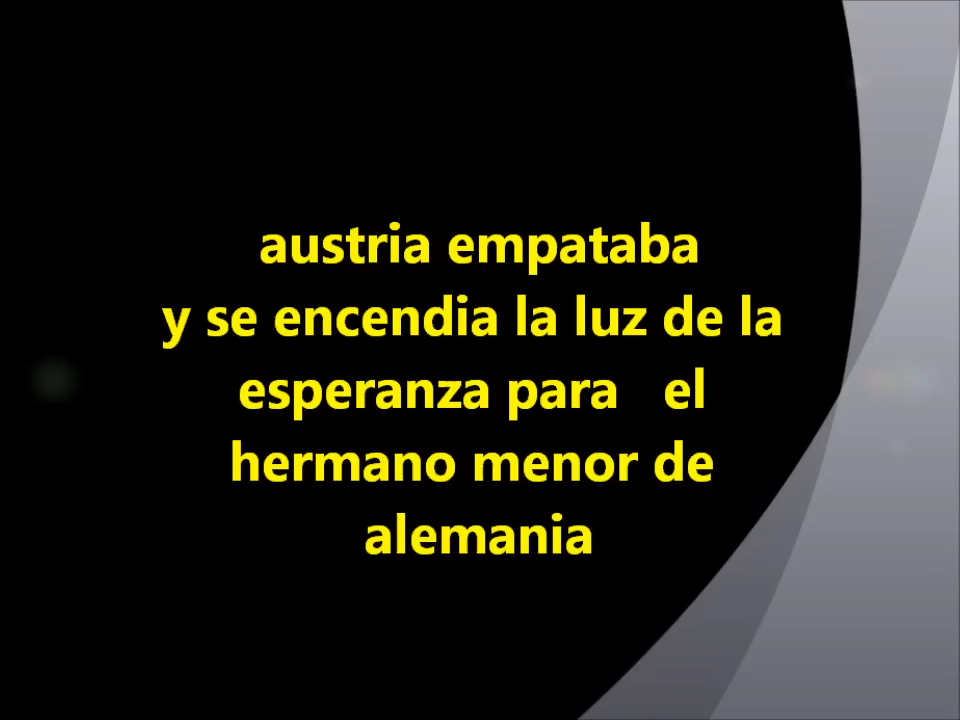 austria empataba
y se encendia la luz de la
esperanza para   el
hermano menor de
alemania